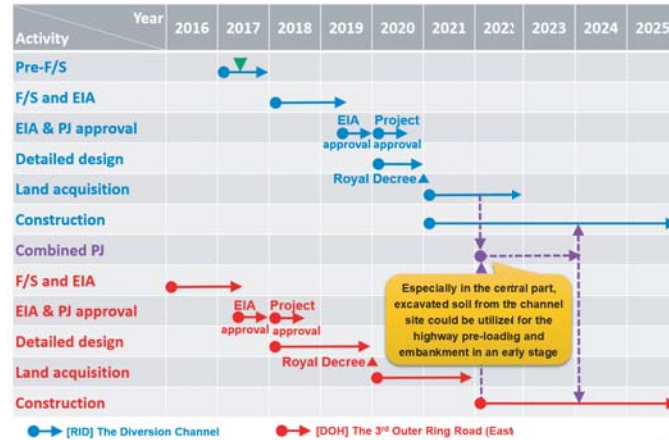 Year
Activity
2016 2017 2018 2019 2020 2021 2022 2023 2024 2025
Pre-F/S
F/S and EIA
EIA & PJ approval
EIA Project
approval approval
Detailed design
Royal Decree
Land acquisition
Construction
Combined PJ
Especially in the central part,
excavated soil from the channel
site could be utilized for the
highway pre-loading and
embankment in an early stage
F/S and EIA
EIA & PJ approval
EIA Project
approval approval
Detailed design
Royal Decree
Land acquisition
Construction
[RID] The Diversion Channel [DOH] The 3rd Outer Ring Road (East)